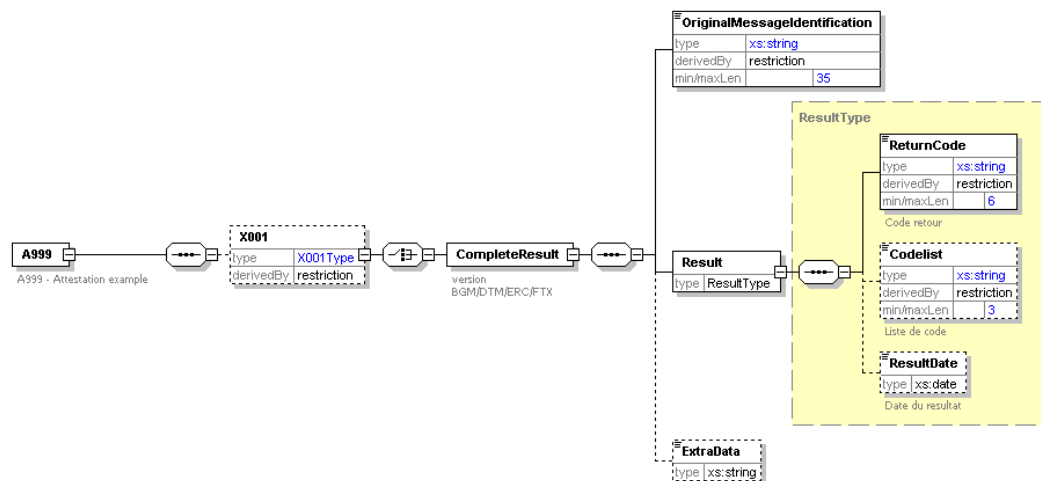 OriginalMessageIdentification
type xs:string
derivedBy restriction
min/maxLen 35
ResultType
ReturnCode
type xs:string
derivedBy restriction
min/maxLen 6
Code retour
X001
type X001Type
derivedBy restriction
A999
A999 - Attestation example
CompleteResult
version
BGM/DTM/ERC/FTX
Result
type ResultType
Codelist
type xs:string
derivedBy restriction
min/maxLen 3
Liste de code
ResultDate
type xs:date
Date du resultat
ExtraData
type xs:string